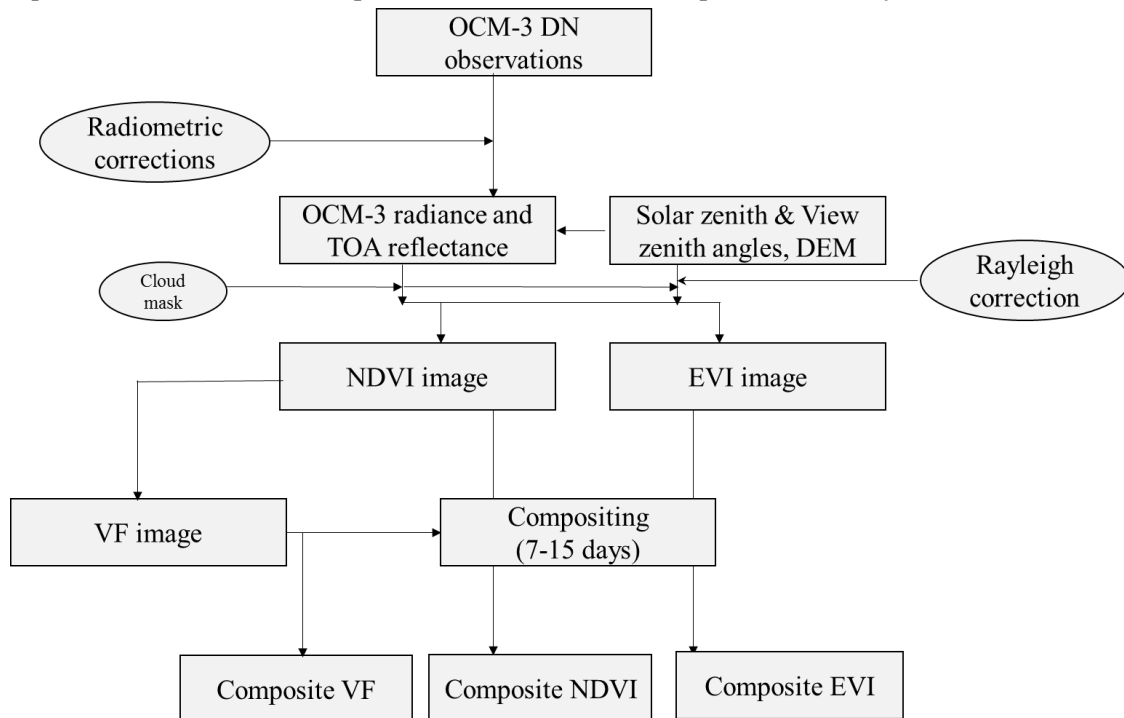 OCM-3 DN
observations
Radiometric
corrections
OCM-3 radiance and
TOA reflectance
Solar zenith & View
zenith angles, DEM
Cloud
mask
Rayleigh
correction
NDVI image
EVI image
VF image
Compositing
(7-15 days)
Composite VF
Composite NDVI
Composite EVI